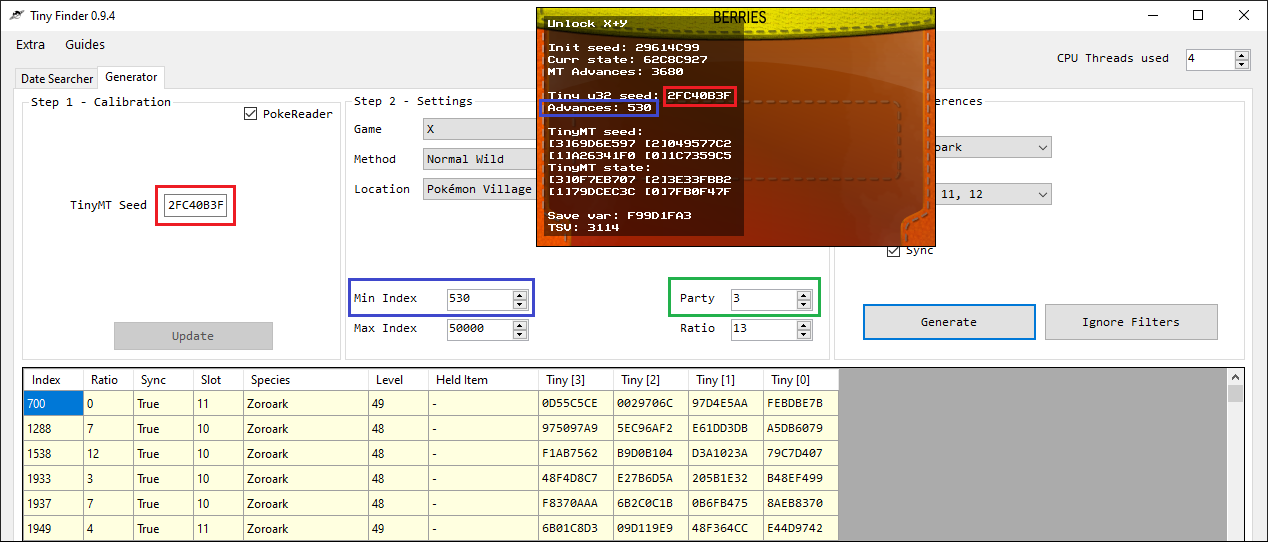 Tiny Finder 0.9.4
Extra Guides
CPU Threads used 4
Date Searcher Generator
Step 1 - Calibration
PokeReader
TinyMT Seed 2FC40B3F
Update
Step 2 - Settings
Game X
Method Normal Wild
Location Pokémon Village
Min Index 530
Max Index 50000
Party 3
Ratio 13
BERRIES
Unlock X+Y
Init seed: 29614C99
Curr state: 62C8C927
MT Advances: 3680
Tiny u32 seed: 2FC40B3F
Advances: 530
TinyMT seed:
[3]69D6E597 [2]049577C2
[1]A26341F0 [0]1C7359C5
TinyMT state:
[3]0F7EB707 [2]3E33FBB2
[1]79DCEC3C [0]7FB0F47F
Save var: F99D1FA3
TSV: 3114
erences
ark
11, 12
Sync
Generate Ignore Filters
Index Ratio Sync Slot Species Level Held Item Tiny [3] Tiny [2] Tiny [1] Tiny [0]
700 0 True 11 Zoroark 49 - 0D55C5CE 0029706C 97D4E5AA FEBDBE7B
1288 7 True 10 Zoroark 48 - 975097A9 5EC96AF2 E61DD3DB A5DB6079
1538 12 True 10 Zoroark 48 - F1AB7562 B9D0B104 D3A1023A 79C7D407
1933 3 True 10 Zoroark 48 - 48F4D8C7 E27B6D5A 205B1E32 B48EF499
1937 7 True 10 Zoroark 48 - F8370AAA 6B2C0C1B 0B6FB475 8AEB8370
1949 4 True 11 Zoroark 49 - 6B01C8D3 09D119E9 48F364CC E44D9742